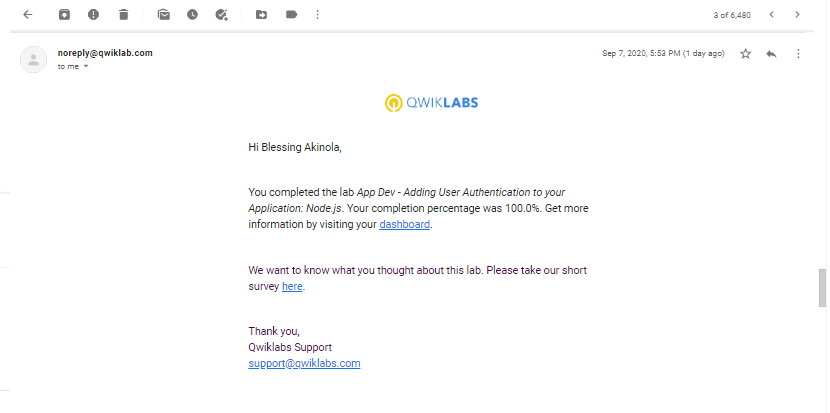 3 of 6,480
noreply@qwiklab.com
Sep 7, 2020, 5:53 PM (1 day ago)
to me
QWIKLABS
Hi Blessing Akinola,
You completed the lab App Dev - Adding User Authentication to your
Application: Node.js. Your completion percentage was 100.0%. Get more
information by visiting your dashboard.
We want to know what you thought about this lab. Please take our short
survey here.
Thank you,
Qwiklabs Support
support@qwiklabs.com